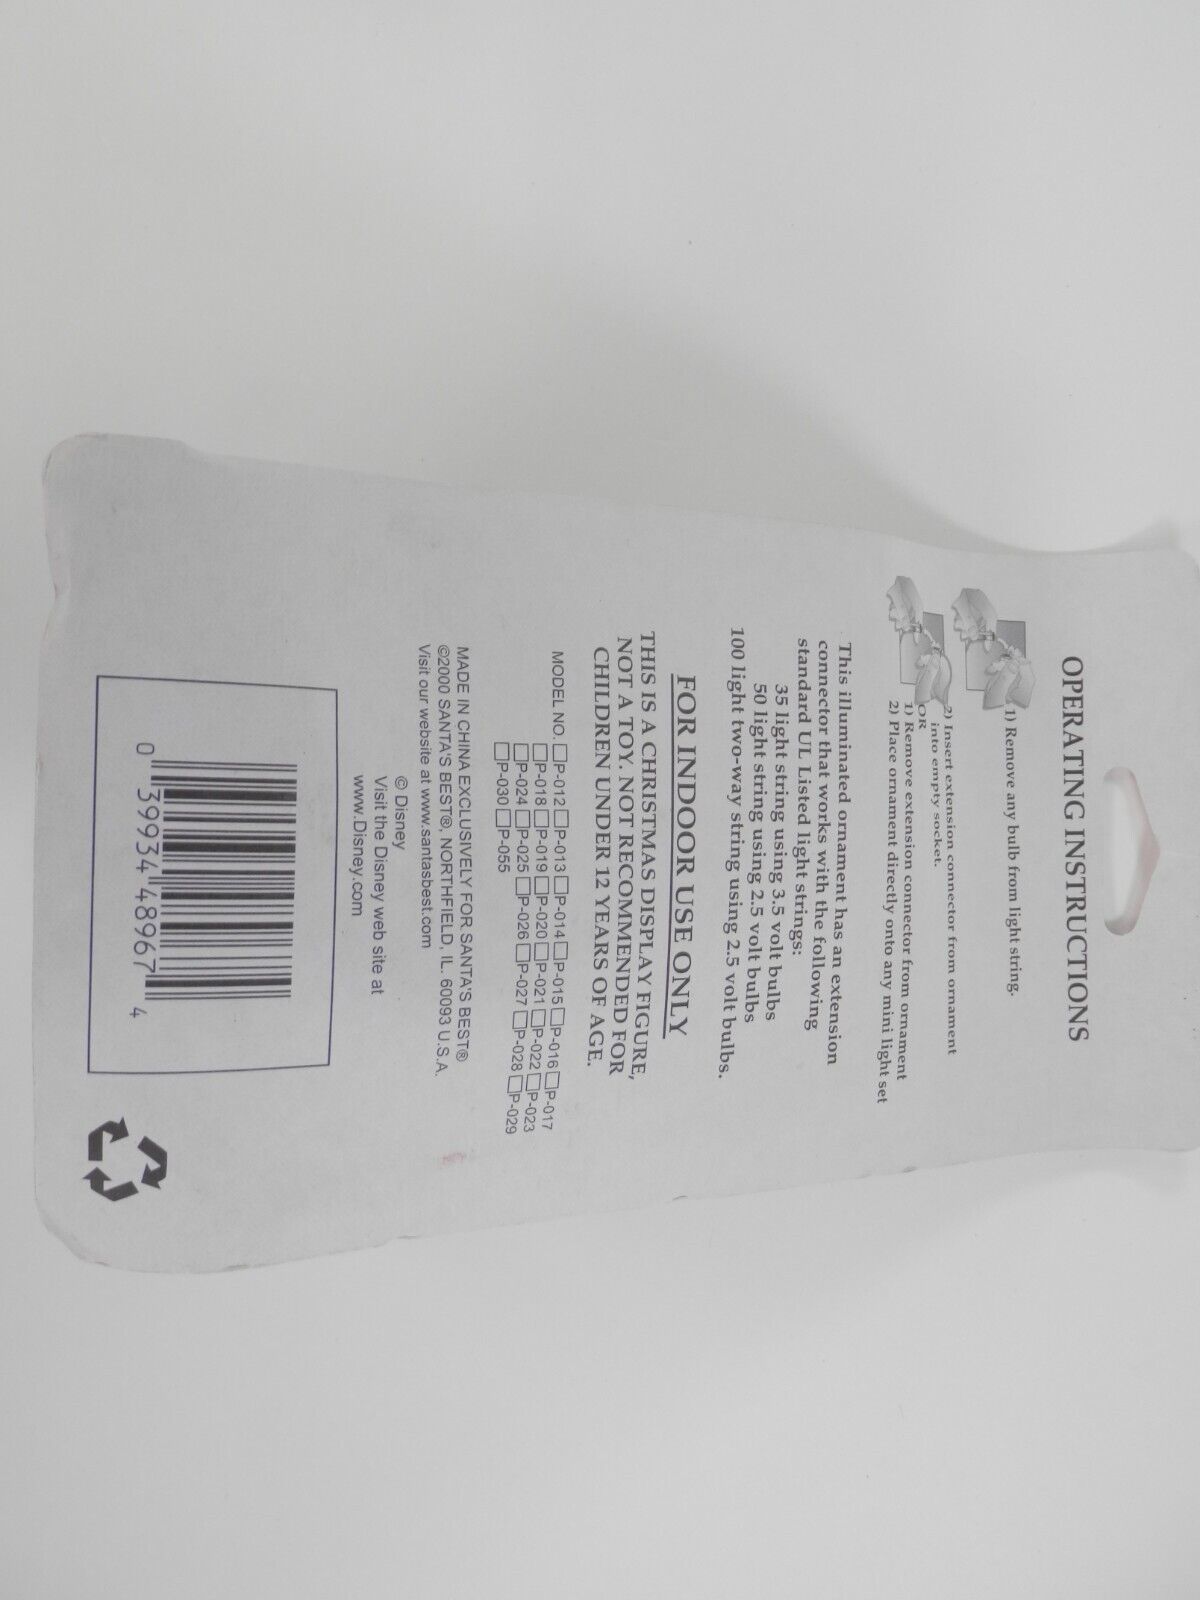 OPERATING INSTRUCTIONS
1) Remove any bulb from light string.
2) Insert extension connector from ornament
into empty socket.
OR
1) Remove extension connector from ornament
2) Place ornament directly onto any mini light set
This illuminated ornament has an extension
connector that works with the following
standard UL Listed light strings:
35 light string using 3.5 volt bulbs
50 light string using 2.5 volt bulbs
100 light two-way string using 2.5 volt bulbs.
FOR INDOOR USE ONLY
THIS IS A CHRISTMAS DISPLAY FIGURE,
NOT A TOY. NOT RECOMMENDED FOR
CHILDREN UNDER 12 YEARS OF AGE.
MODEL NO. ☐P-012 ☐P-013 ☐P-014 ☐P-015 ☐P-016 ☐P-017
☐P-018 ☐P-019 ☐P-020 ☐P-021 ☐P-022 ☐P-023
☐P-024 ☐P-025 ☐P-026 ☐P-027 ☐P-028 ☐P-029
☐P-030 ☐P-055
MADE IN CHINA EXCLUSIVELY FOR SANTA'S BEST®
©2000 SANTA'S BEST®, NORTHFIELD, IL. 60093 U.S.A.
Visit our website at www.santasbest.com
© Disney
Visit the Disney web site at
www.Disney.com
0 39934 48967 4